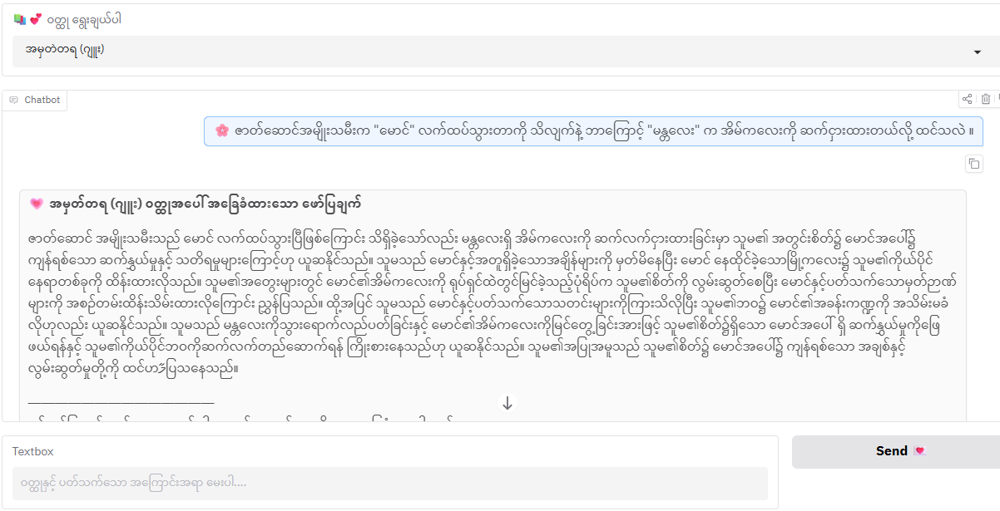 📚 💕 ဝတ္ထု ရွေးချယ်ပါ
အမှတဲတရ (ဂျူး)
Chatbot
🌸 ဇာတ်ဆောင်အမျိုးသမီးက "မောင်" လက်ထပ်သွားတာကို သိလျက်နဲ့ ဘာကြောင့် "မန္တလေး" က အိမ်ကလေးကို ဆက်ငှားထားတယ်လို့ ထင်သလဲ ။
💗 အမှတ်တရ (ဂျူး) ဝတ္ထုအပေါ် အခြေခံထားသော ဖော်ပြချက်
ဇာတ်ဆောင် အမျိုးသမီးသည် မောင် လက်ထပ်သွားပြီဖြစ်ကြောင်း သိရှိခဲ့သော်လည်း မန္တလေးရှိ အိမ်ကလေးကို ဆက်လက်ငှားထားခြင်းမှာ သူမ၏ အတွင်းစိတ်၌ မောင်အပေါ်၌
ကျန်ရစ်သော ဆက်နွှယ်မှုနှင့် သတိရမှုများကြောင့်ဟု ယူဆနိုင်သည်။ သူမသည် မောင်နှင့်အတူရှိခဲ့သောအချိန်များကို မှတ်မိနေပြီး မောင် နေထိုင်ခဲ့သောမြို့ကလေး၌ သူမ၏ကိုယ်ပိုင်
နေရာတစ်ခုကို ထိန်းထားလိုသည်။ သူမ၏အတွေးများတွင် မောင်၏အိမ်ကလေးကို ရုပ်ရှင်ထဲတွင်မြင်ခဲ့သည့်ပုံရိပ်က သူမ၏စိတ်ကို လွမ်းဆွတ်စေပြီး မောင်နှင့်ပတ်သက်သောမှတ်ဉာဏ်
များကို အစဉ်တမ်းထိန်းသိမ်းထားလိုကြောင်း ညွှန်ပြသည်။ ထို့အပြင် သူမသည် မောင်နှင့်ပတ်သက်သောသတင်းများကိုကြားသိလိုပြီး သူမ၏ဘဝ၌ မောင်၏အခန်းကဏ္ဍကို အသိမ်းမခံ
လိုဟုလည်း ယူဆနိုင်သည်။ သူမသည် မန္တလေးကိုသွားရောက်လည်ပတ်ခြင်းနှင့် မောင်၏အိမ်ကလေးကိုမြင်တွေ့ခြင်းအားဖြင့် သူမ၏စိတ်၌ရှိသော မောင်အပေါ် ရှိ ဆက်နွှယ်မှုကိုဖြေ
ဖယ်ရန်နှင့် သူမ၏ကိုယ်ပိုင်ဘဝကိုဆက်လက်တည်ဆောက်ရန် ကြိုးစားနေသည်ဟု ယူဆနိုင်သည်။ သူမ၏အပြုအမူသည် သူမ၏စိတ်၌ မောင်အပေါ်၌ ကျန်ရစ်သော အချစ်နှင့်
လွမ်းဆွတ်မှုတို့ကို ပြသနေသည်။
Textbox
ဝတ္ထုနှင့် ပတ်သက်သော အကြောင်းအရာ မေးပါ....
Send 💌